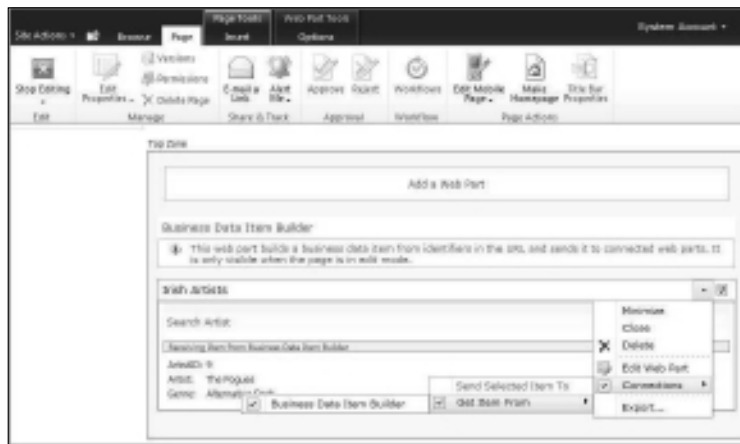 Page Tools Web Part Tools
Site Actions Browse Page Insert Options System Account
Stop Editing
Edit Properties
Versions
Permissions
Delete Page
E-mail a Link
Alert Me
Approve
Reject
Workflows
Edit Mobile Page
Make Homepage
Title Bar Properties
Edit Manage Share & Track Approval Workflow Page Actions
Top Zone
Add a Web Part
Business Data Item Builder
This web part builds a business data item from identifiers in the URL and sends it to connected web parts. It
is only visible when the page is in edit mode.
Irish Artists
Search Artist
Receiving item from Business Data Item Builder
ArtistID: 9
Artist: The Pogues
Genre: Alternative
Minimize
Close
Delete
Edit Web Part
Connections
Export...
Send Selected Item To
Get Item From
Business Data Item Builder